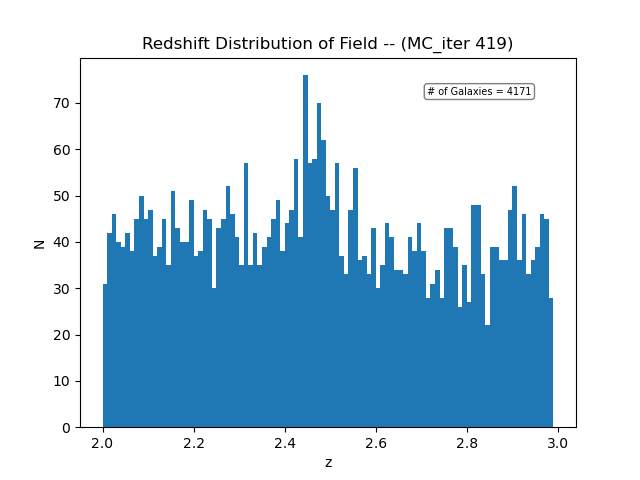 Redshift Distribution of Field -- (MC_iter 419)
# of Galaxies = 4171
70
60
50
40
30
20
10
0
N
2.0 2.2 2.4 2.6 2.8 3.0
z